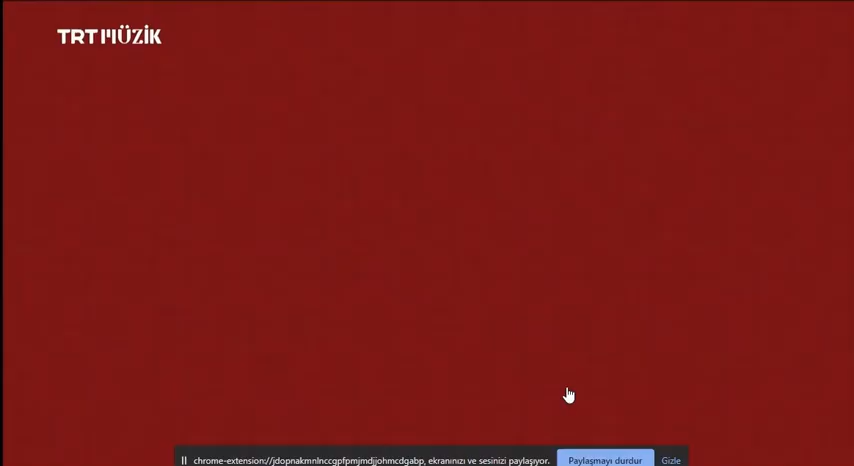 TRT MÜZİK
chrome-extension://jdopnakmnlnccgpfpmjmdjjohmcdgabp, ekranınızı ve sesinizi paylaşıyor. Paylaşmayı durdur Gizle